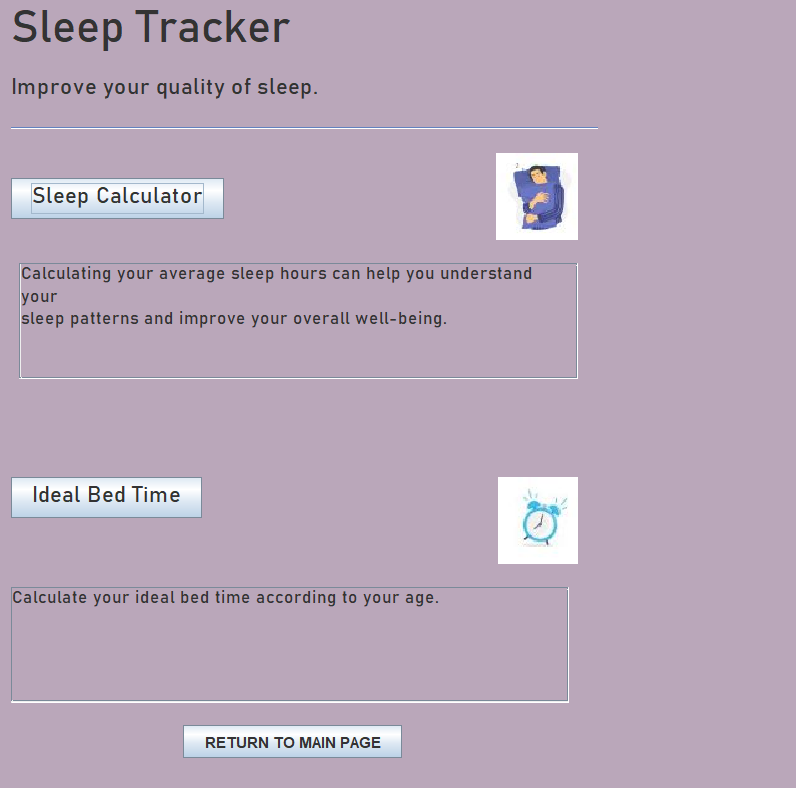 Sleep Tracker
Improve your quality of sleep.
Sleep Calculator
Calculating your average sleep hours can help you understand
your
sleep patterns and improve your overall well-being.
Ideal Bed Time
Calculate your ideal bed time according to your age.
RETURN TO MAIN PAGE